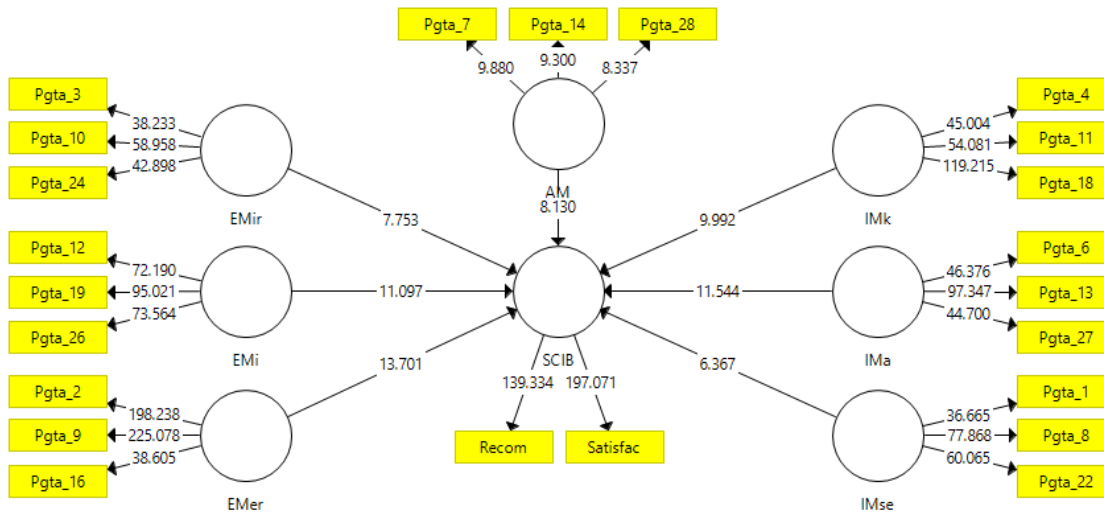 Pgta_7
Pgta_14
Pgta_28
9.880
9.300
8.337
Pgta_3
Pgta_10
Pgta_24
38.233
58.958
42.898
EMir
AM
8.130
7.753
Pgta_4
Pgta_11
Pgta_18
45.004
54.081
119.215
IMk
9.992
Pgta_12
Pgta_19
Pgta_26
72.190
95.021
73.564
EMi
11.097
SCIB
11.544
Pgta_6
Pgta_13
Pgta_27
46.376
97.347
44.700
IMa
Pgta_2
Pgta_9
Pgta_16
198.238
225.078
38.605
EMer
13.701
139.334
197.071
Recom
Satisfac
6.367
Pgta_1
Pgta_8
Pgta_22
36.665
77.868
60.065
IMse